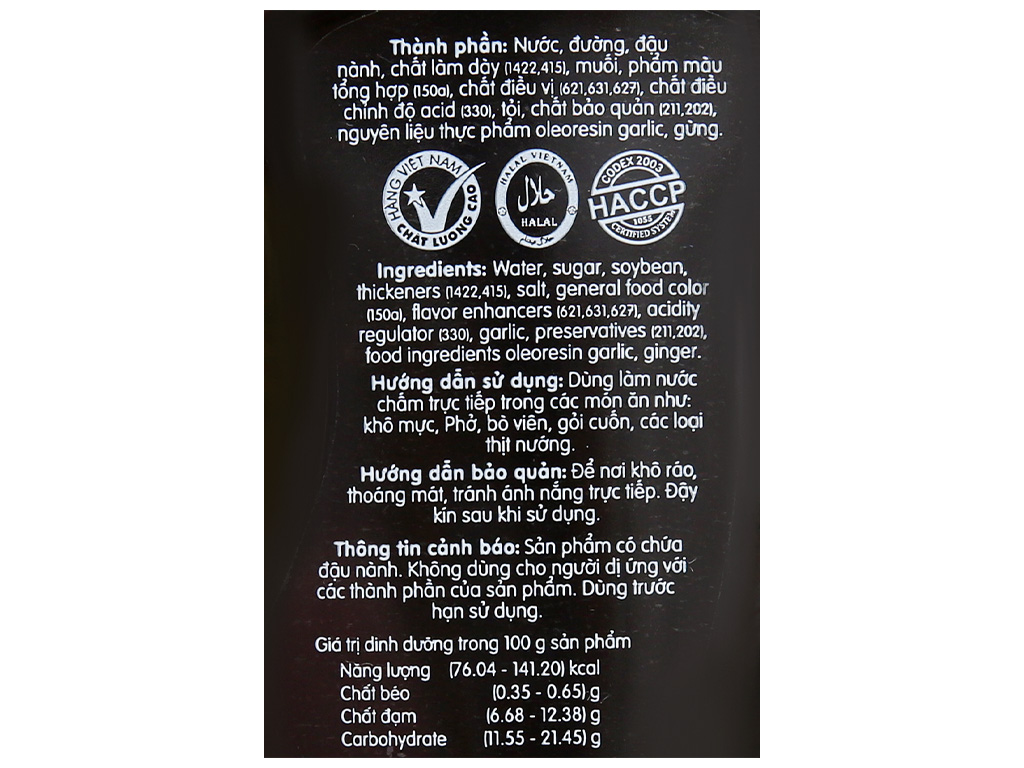 Thành phần: Nước, đường, đậu
nành, chất làm dày (1422,415), muối, phẩm màu
tổng hợp (150a), chất điều vị (621,631,627), chất điều
chỉnh độ acid (330), tỏi, chất bảo quản (211,202),
nguyên liệu thực phẩm oleoresin garlic, gừng.
HÀNG VIỆT NAM
CHẤT LƯỢNG CAO
HALAL VIETNAM
حلال
HALAL
CODEX 2003
HACCP
1055
CERTIFIED SYSTEM
Ingredients: Water, sugar, soybean,
thickeners (1422,415), salt, general food color
(150a), flavor enhancers (621,631,627), acidity
regulator (330), garlic, preservatives (211,202),
food ingredients oleoresin garlic, ginger.
Hướng dẫn sử dụng: Dùng làm nước
chấm trực tiếp trong các món ăn như:
khô mực, Phở, bò viên, gỏi cuốn, các loại
thịt nướng.
Hướng dẫn bảo quản: Để nơi khô ráo,
thoáng mát, tránh ánh nắng trực tiếp. Đậy
kín sau khi sử dụng.
Thông tin cảnh báo: Sản phẩm có chứa
đậu nành. Không dùng cho người dị ứng với
các thành phần của sản phẩm. Dùng trước
hạn sử dụng.
Giá trị dinh dưỡng trong 100 g sản phẩm
Năng lượng (76.04 - 141.20) kcal
Chất béo (0.35 - 0.65) g
Chất đạm (6.68 - 12.38) g
Carbohydrate (11.55 - 21.45) g